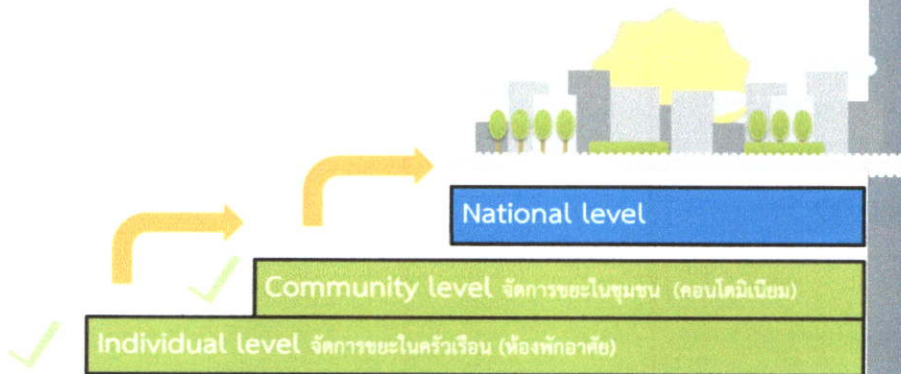 National level
Community level จัดการขยะในชุมชน (คอนโดมิเนียม)
Individual level จัดการขยะในครัวเรือน (ห้องพักอาศัย)